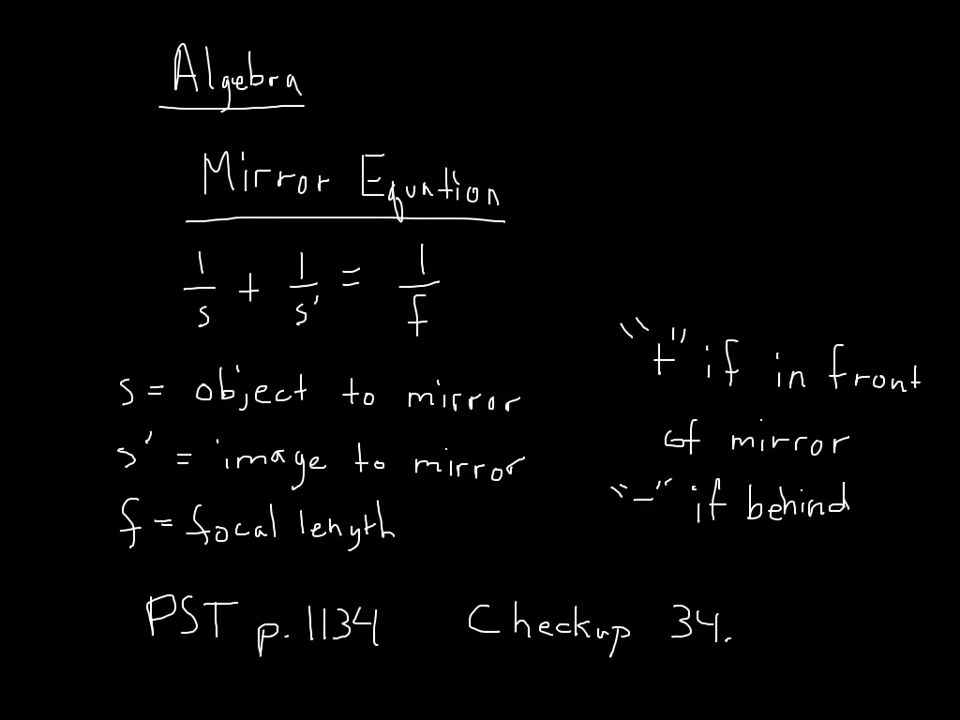 Algebra
Mirror Equation
1/s + 1/s' = 1/f
s = object to mirror
s' = image to mirror
f = focal length
"+" if in front
of mirror
"-" if behind
PST p. 1134 Checkup 34.